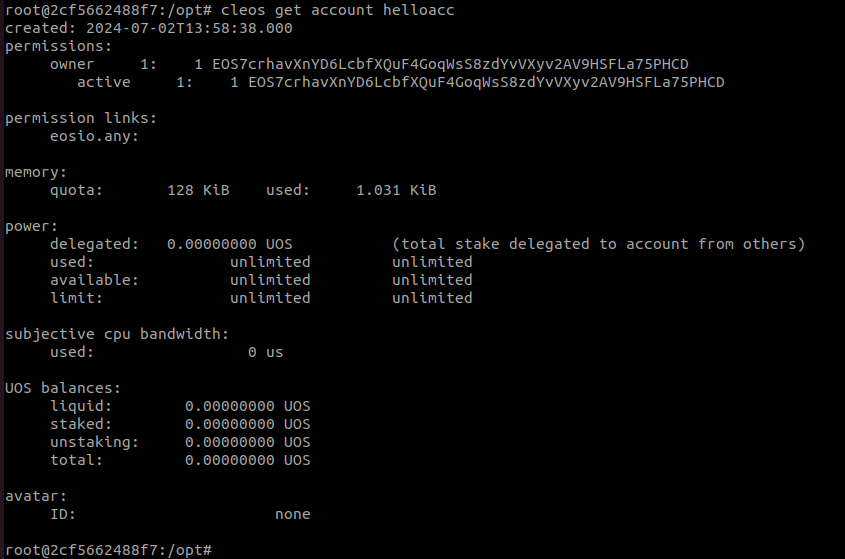 root@2cf5662488f7:/opt# cleos get account helloacc
created: 2024-07-02T13:58:38.000
permissions:
     owner     1:    1 EOS7crhavXnYD6LcbfXQuF4GoqWsS8zdYvVXyv2AV9HSFLa75PHCD
        active     1:    1 EOS7crhavXnYD6LcbfXQuF4GoqWsS8zdYvVXyv2AV9HSFLa75PHCD
permission links:
     eosio.any:
memory:
     quota:       128 KiB    used:     1.031 KiB
power:
     delegated:   0.00000000 UOS         (total stake delegated to account from others)
     used:               unlimited         unlimited
     available:          unlimited         unlimited
     limit:              unlimited         unlimited
subjective cpu bandwidth:
     used:                 0 us
UOS balances:
     liquid:        0.00000000 UOS
     staked:        0.00000000 UOS
     unstaking:     0.00000000 UOS
     total:         0.00000000 UOS
avatar:
     ID:                      none
root@2cf5662488f7:/opt#